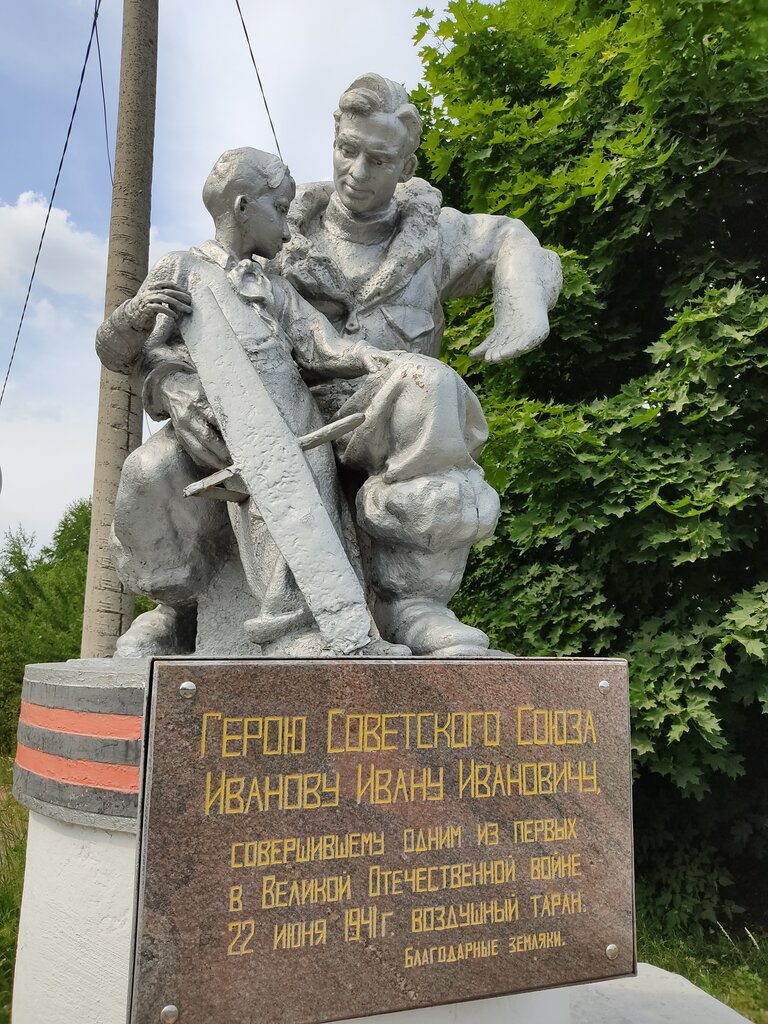 Герою Советского Союза
Иванову Ивану Ивановичу,
совершившему одним из первых
в Великой Отечественной войне
22 июня 1941г. воздушный таран.
Благодарные земляки.